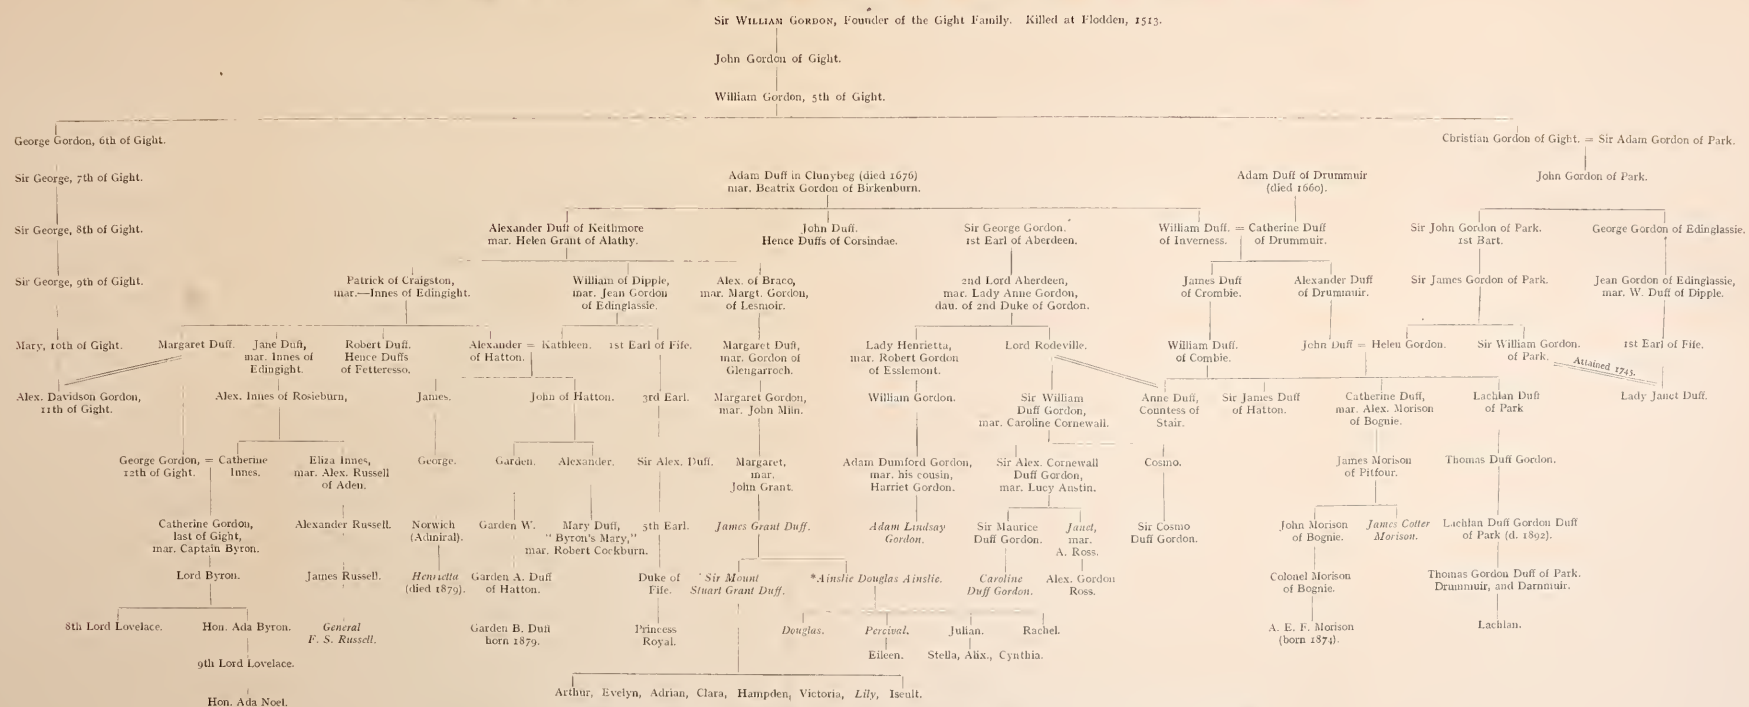 Sir WILLIAM GORDON, Founder of the Gight Family. Killed at Flodden, 1513.
John Gordon of Gight.
William Gordon, 5th of Gight.
George Gordon, 6th of Gight.
Christian Gordon of Gight. = Sir Adam Gordon of Park.
Sir George, 7th of Gight.
Adam Duff in Clunybeg (died 1676)
mar. Beatrix Gordon of Birkenburn.
Adam Duff of Drummuir
(died 1660).
John Gordon of Park.
Sir George, 8th of Gight.
Alexander Duff of Keithmore
mar. Helen Grant of Alathy.
John Duff.
Hence Duffs of Corsindae.
Sir George Gordon.
1st Earl of Aberdeen.
William Duff. = Catherine Duff
of Inverness. of Drummuir.
Sir John Gordon of Park.
1st Bart.
George Gordon of Edinglassie.
Sir George, 9th of Gight.
Patrick of Craigston,
mar.—Innes of Edingight.
William of Dipple,
mar. Jean Gordon
of Edinglassie.
Alex. of Braco,
mar. Margt. Gordon,
of Lesmoir.
2nd Lord Aberdeen,
mar. Lady Anne Gordon,
dau. of 2nd Duke of Gordon.
James Duff
of Crombie.
Alexander Duff
of Drummuir.
Sir James Gordon of Park.
Jean Gordon of Edinglassie,
mar. W. Duff of Dipple.
Mary, 10th of Gight.
Margaret Duff.
Jane Duff,
mar. Innes of
Edingight.
Robert Duff.
Hence Duffs
of Fetteresso.
Alexander = Kathleen.
of Hatton.
1st Earl of Fife.
Margaret Duff,
mar. Gordon of
Glengarroch.
Lady Henrietta,
mar. Robert Gordon
of Esslemont.
Lord Rodeville.
William Duff.
of Combie.
John Duff = Helen Gordon.
Sir William Gordon.
of Park.
Attained 1745.
1st Earl of Fife.
Alex. Davidson Gordon,
11th of Gight.
Alex. Innes of Rosieburn,
James.
John of Hatton.
3rd Earl.
Margaret Gordon,
mar. John Miln.
William Gordon.
Sir William
Duff Gordon,
mar. Caroline Cornewall.
Anne Duff,
Countess of
Stair.
Sir James Duff
of Hatton.
Catherine Duff,
mar. Alex. Morison
of Bognie.
Lachlan Duff
of Park
Lady Janet Duff.
George Gordon, = Catherine
12th of Gight. Innes.
Eliza Innes,
mar. Alex. Russell
of Aden.
George.
Garden.
Alexander.
Sir Alex. Duff.
Margaret,
mar.
John Grant.
Adam Durnford Gordon,
mar. his cousin,
Harriet Gordon.
Sir Alex. Cornewall
Duff Gordon,
mar. Lucy Austin.
Cosmo.
James Morison
of Pitfour.
Thomas Duff Gordon.
Catherine Gordon,
last of Gight,
mar. Captain Byron.
Alexander Russell.
Norwich
(Admiral).
Garden W.
Mary Duff,
"Byron's Mary,"
mar. Robert Cockburn.
5th Earl.
James Grant Duff.
Adam Lindsay
Gordon.
Sir Maurice
Duff Gordon.
Janet,
mar.
A. Ross.
Sir Cosmo
Duff Gordon.
John Morison
of Bognie.
James Cotter
Morison.
Lachlan Duff Gordon Duff
of Park (d. 1892).
Lord Byron.
James Russell.
Henrietta
(died 1879).
Garden A. Duff
of Hatton.
Duke of
Fife.
Sir Mount
Stuart Grant Duff.
*Ainslie Douglas Ainslie.
Caroline
Duff Gordon.
Alex. Gordon
Ross.
Colonel Morison
of Bognie.
Thomas Gordon Duff of Park.
Drummuir, and Darnmuir.
8th Lord Lovelace.
Hon. Ada Byron.
General
F. S. Russell.
Garden B. Duff
born 1879.
Princess
Royal.
Douglas.
Percival.
Julian.
Rachel.
A. E. F. Morison
(born 1874).
Lachlan.
Eileen.
Stella, Alix., Cynthia.
9th Lord Lovelace.
Arthur, Evelyn, Adrian, Clara, Hampden, Victoria, Lily, Iseult.
Hon. Ada Noel.